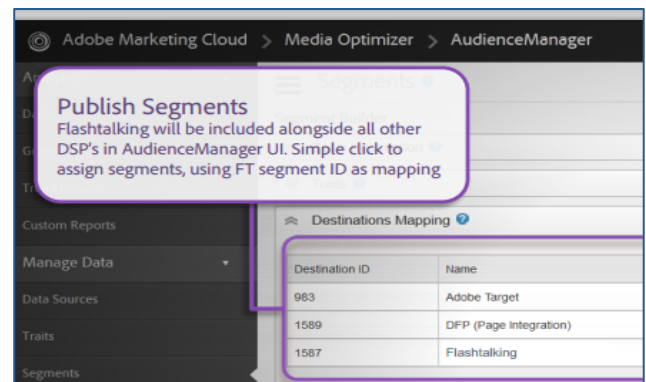 Adobe Marketing Cloud > Media Optimizer > AudienceManager
Segments
Publish Segments
Flashtalking will be included alongside all other
DSP's in AudienceManager UI. Simple click to
assign segments, using FT segment ID as mapping
Segment Builder
Traits
Custom Reports
Destinations Mapping
Manage Data
Destination ID Name
Data Sources
983 Adobe Target
1589 DFP (Page Integration)
Traits
1587 Flashtalking
Segments